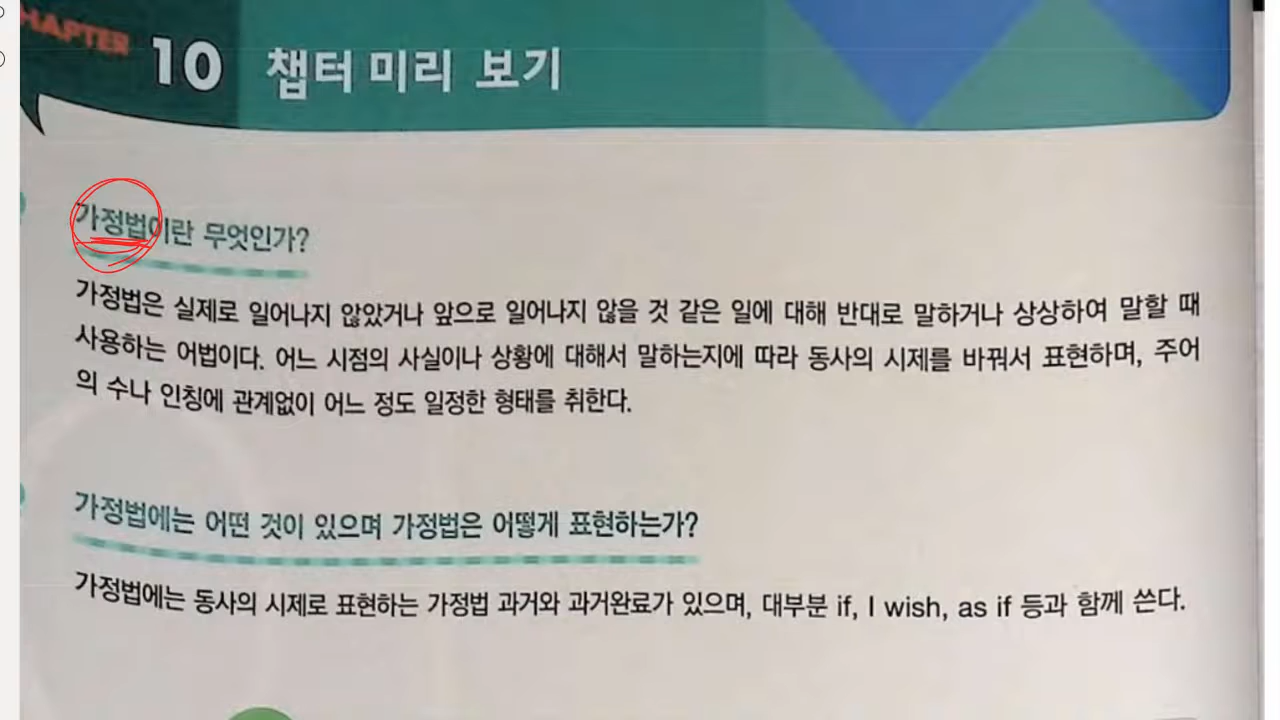 CHAPTER
10 챕터 미리 보기
가정법이란 무엇인가?
가정법은 실제로 일어나지 않았거나 앞으로 일어나지 않을 것 같은 일에 대해 반대로 말하거나 상상하여 말할 때
사용하는 어법이다. 어느 시점의 사실이나 상황에 대해서 말하는지에 따라 동사의 시제를 바꿔서 표현하며, 주어
의 수나 인칭에 관계없이 어느 정도 일정한 형태를 취한다.
가정법에는 어떤 것이 있으며 가정법은 어떻게 표현하는가?
가정법에는 동사의 시제로 표현하는 가정법 과거와 과거완료가 있으며, 대부분 if, I wish, as if 등과 함께 쓴다.